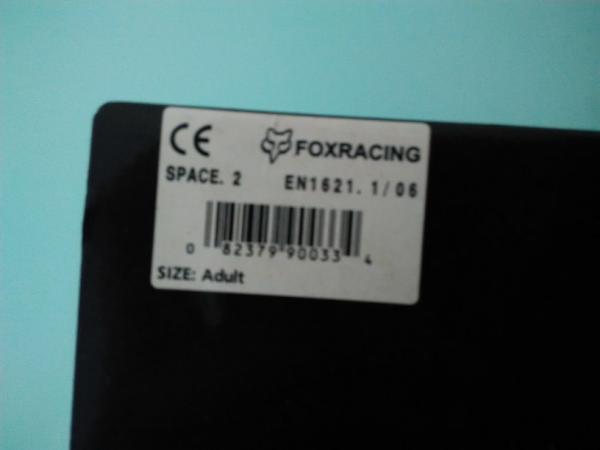 CE FOXRACING
SPACE. 2 EN1621. 1/06
0 82379 90033 4
SIZE: Adult